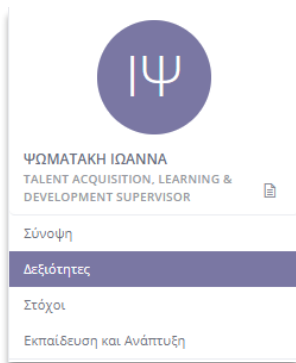 ΙΨ
ΨΩΜΑΤΑΚΗ ΙΩΑΝΝΑ
TALENT ACQUISITION, LEARNING &
DEVELOPMENT SUPERVISOR
Σύνοψη
Δεξιότητες
Στόχοι
Εκπαίδευση και Ανάπτυξη